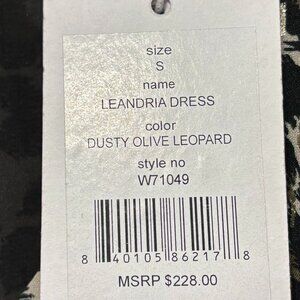 size
S
name
LEANDRIA DRESS
color
DUSTY OLIVE LEOPARD
style no
W71049
8 40105 86217 8
MSRP $228.00